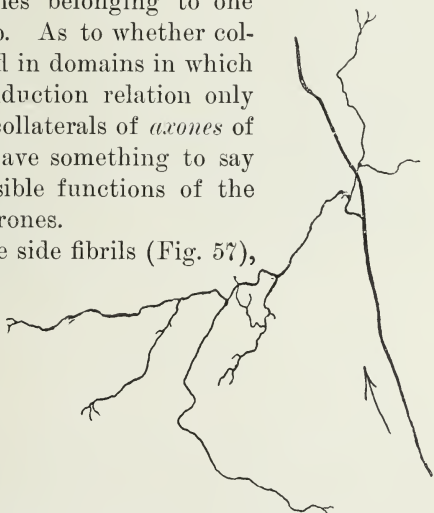 nes belonging to one
o. As to whether col-
l in domains in which
duction relation only
collaterals of axones of
ave something to say
sible functions of the
rones.
e side fibrils (Fig. 57),